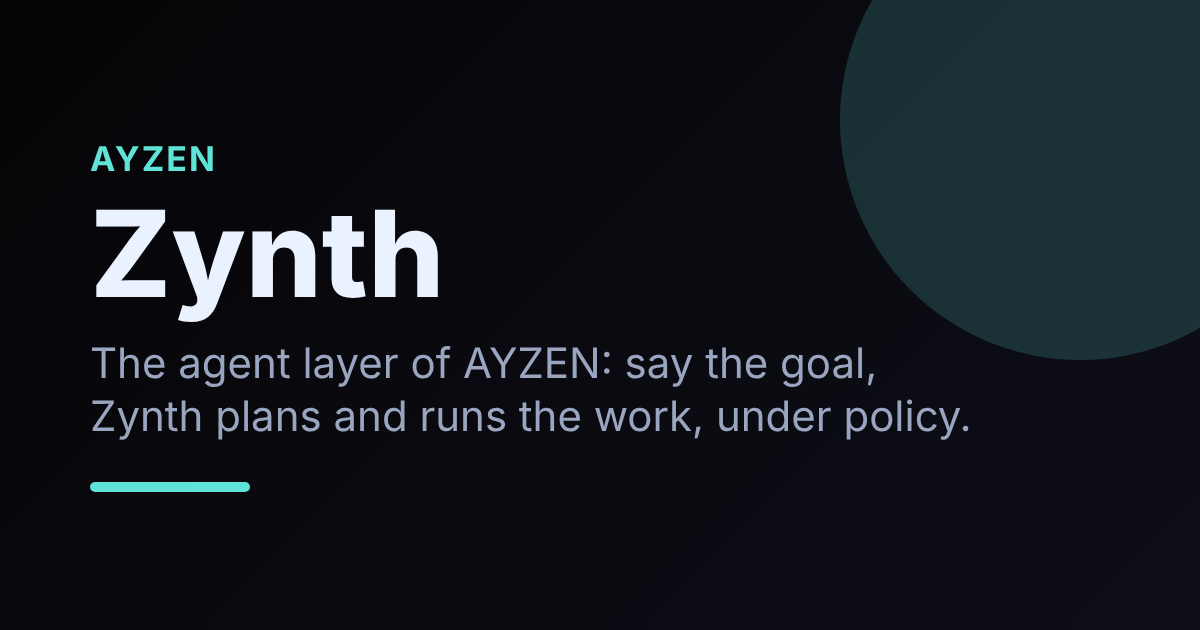 AYZEN
Zynth
The agent layer of AYZEN: say the goal,
Zynth plans and runs the work, under policy.